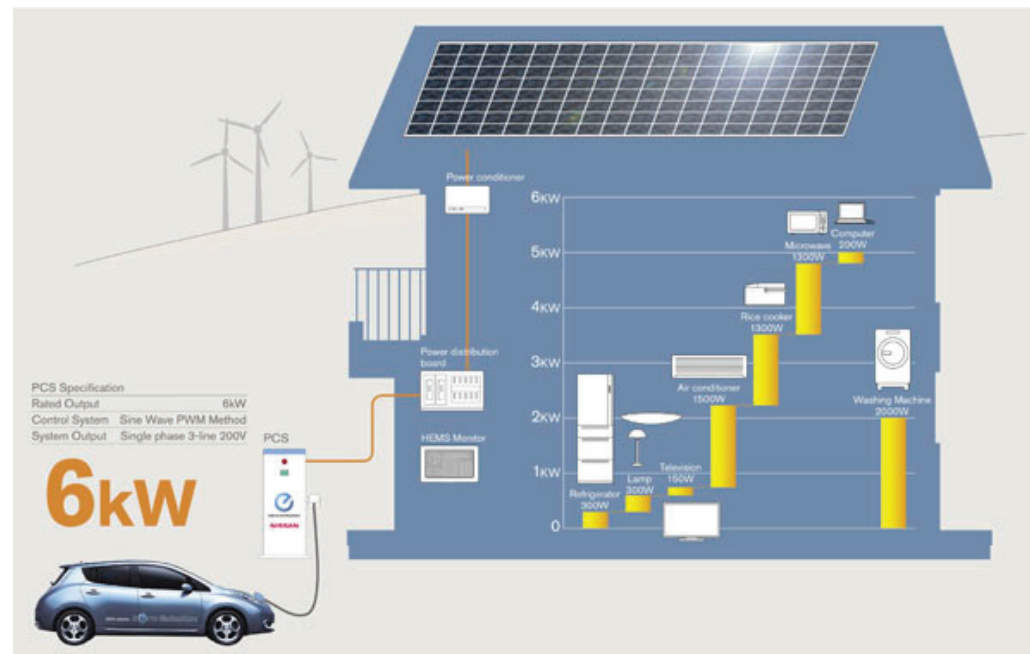 Power conditioner
6KW
5KW
4KW
3KW
2KW
1KW
0
Computer
200W
Microwave
1300W
Rice cooker
1300W
Air conditioner
1500W
Washing Machine
2000W
Television
150W
Lamp
300W
Refrigerator
300W
Power distribution
board
HEMS Monitor
PCS Specification
Rated Output 6kW
Control System Sine Wave PWM Method
System Output Single phase 3-line 200V
PCS
6kW
NISSAN